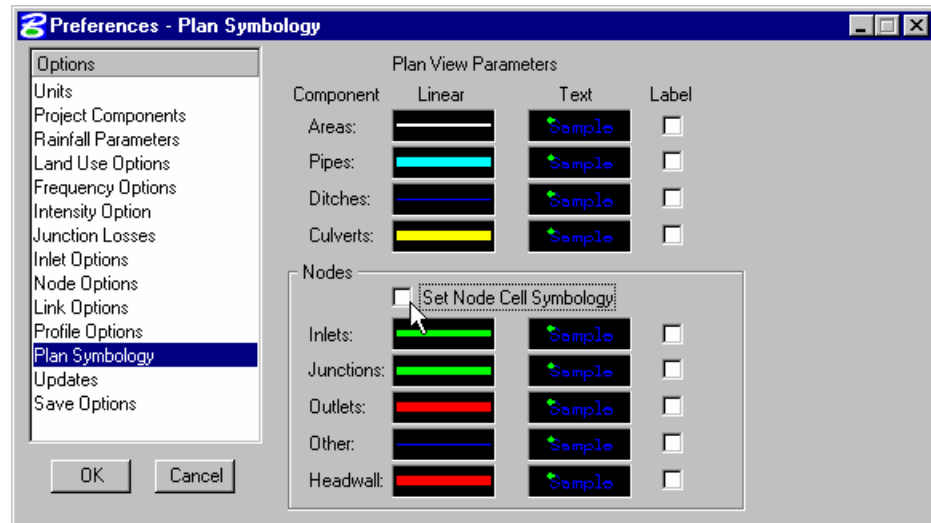 Preferences - Plan Symbology
Options
Units
Project Components
Rainfall Parameters
Land Use Options
Frequency Options
Intensity Option
Junction Losses
Inlet Options
Node Options
Link Options
Profile Options
Plan Symbology
Updates
Save Options
OK Cancel
Plan View Parameters
Component Linear Text Label
Areas: Sample
Pipes: Sample
Ditches: Sample
Culverts: Sample
Nodes
Set Node Cell Symbology
Inlets: Sample
Junctions: Sample
Outlets: Sample
Other: Sample
Headwall: Sample